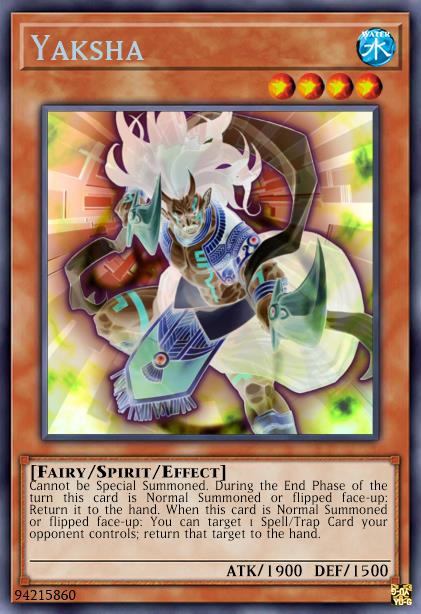 Yaksha
WATER
水
[Fairy/Spirit/Effect]
Cannot be Special Summoned. During the End Phase of the
turn this card is Normal Summoned or flipped face-up:
Return it to the hand. When this card is Normal Summoned
or flipped face-up: You can target 1 Spell/Trap Card your
opponent controls; return that target to the hand.
ATK/1900 DEF/1500
94215860